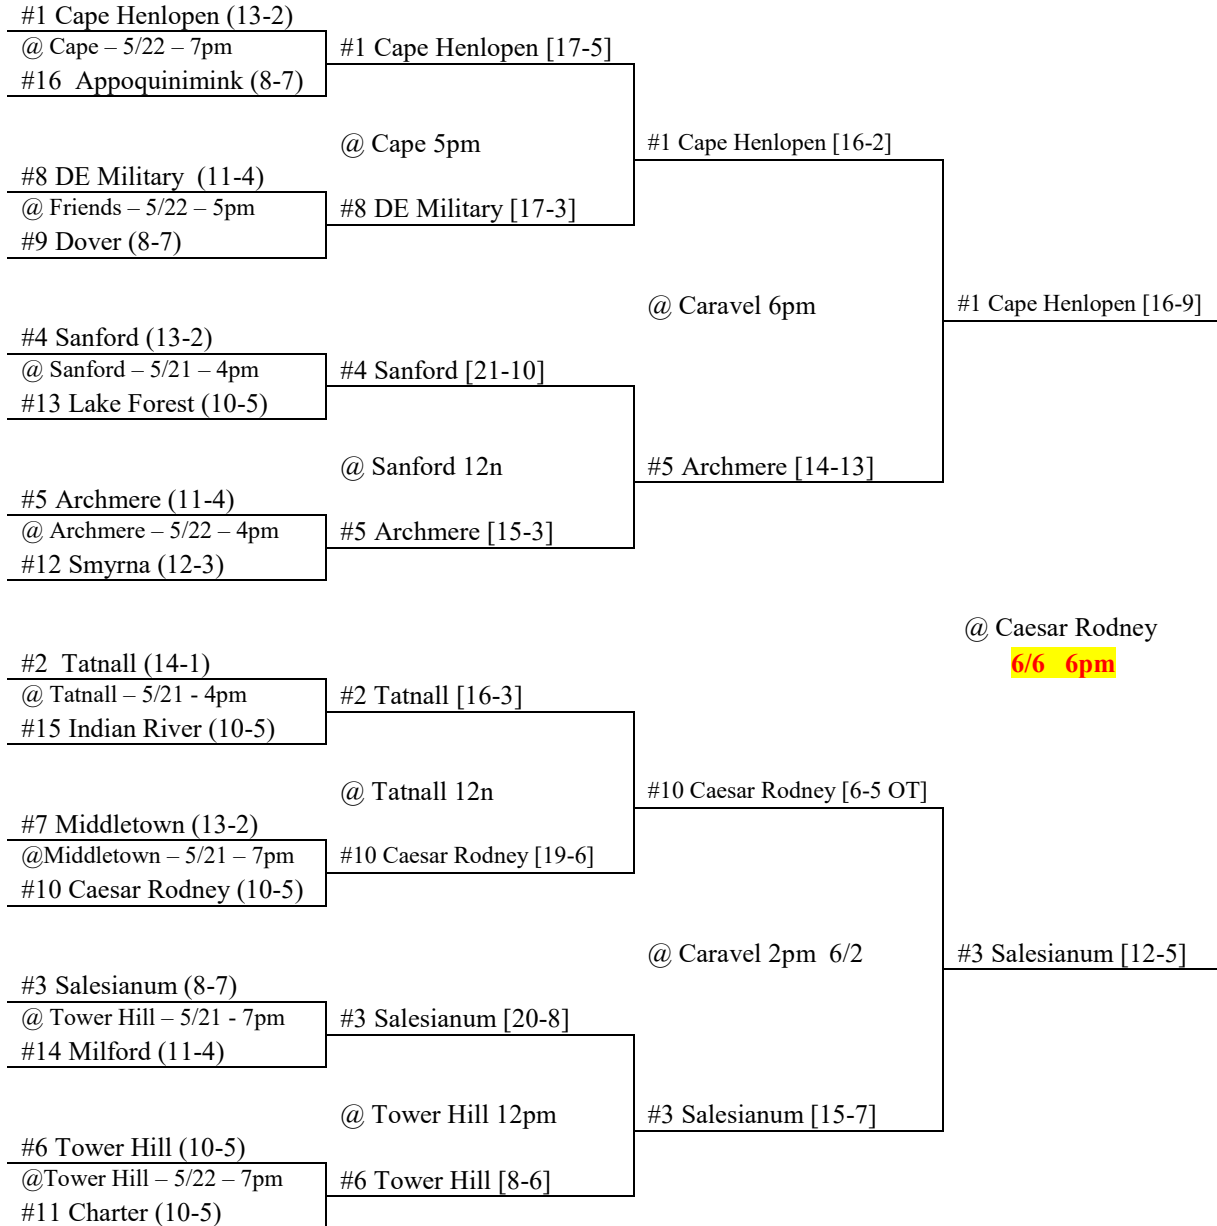 #1 Cape Henlopen (13-2)
@ Cape – 5/22 – 7pm
#16  Appoquinimink (8-7)
#1 Cape Henlopen [17-5]
@ Cape 5pm
#1 Cape Henlopen [16-2]
#8 DE Military  (11-4)
@ Friends – 5/22 – 5pm
#9 Dover (8-7)
#8 DE Military [17-3]
@ Caravel 6pm
#1 Cape Henlopen [16-9]
#4 Sanford (13-2)
@ Sanford – 5/21 – 4pm
#13 Lake Forest (10-5)
#4 Sanford [21-10]
@ Sanford 12n
#5 Archmere [14-13]
#5 Archmere (11-4)
@ Archmere – 5/22 – 4pm
#12 Smyrna (12-3)
#5 Archmere [15-3]
@ Caesar Rodney
6/6   6pm
#2  Tatnall (14-1)
@ Tatnall – 5/21 - 4pm
#15 Indian River (10-5)
#2 Tatnall [16-3]
@ Tatnall 12n
#10 Caesar Rodney [6-5 OT]
#7 Middletown (13-2)
@Middletown – 5/21 – 7pm
#10 Caesar Rodney (10-5)
#10 Caesar Rodney [19-6]
@ Caravel 2pm  6/2
#3 Salesianum [12-5]
#3 Salesianum (8-7)
@ Tower Hill – 5/21 - 7pm
#14 Milford (11-4)
#3 Salesianum [20-8]
@ Tower Hill 12pm
#3 Salesianum [15-7]
#6 Tower Hill (10-5)
@Tower Hill – 5/22 – 7pm
#11 Charter (10-5)
#6 Tower Hill [8-6]